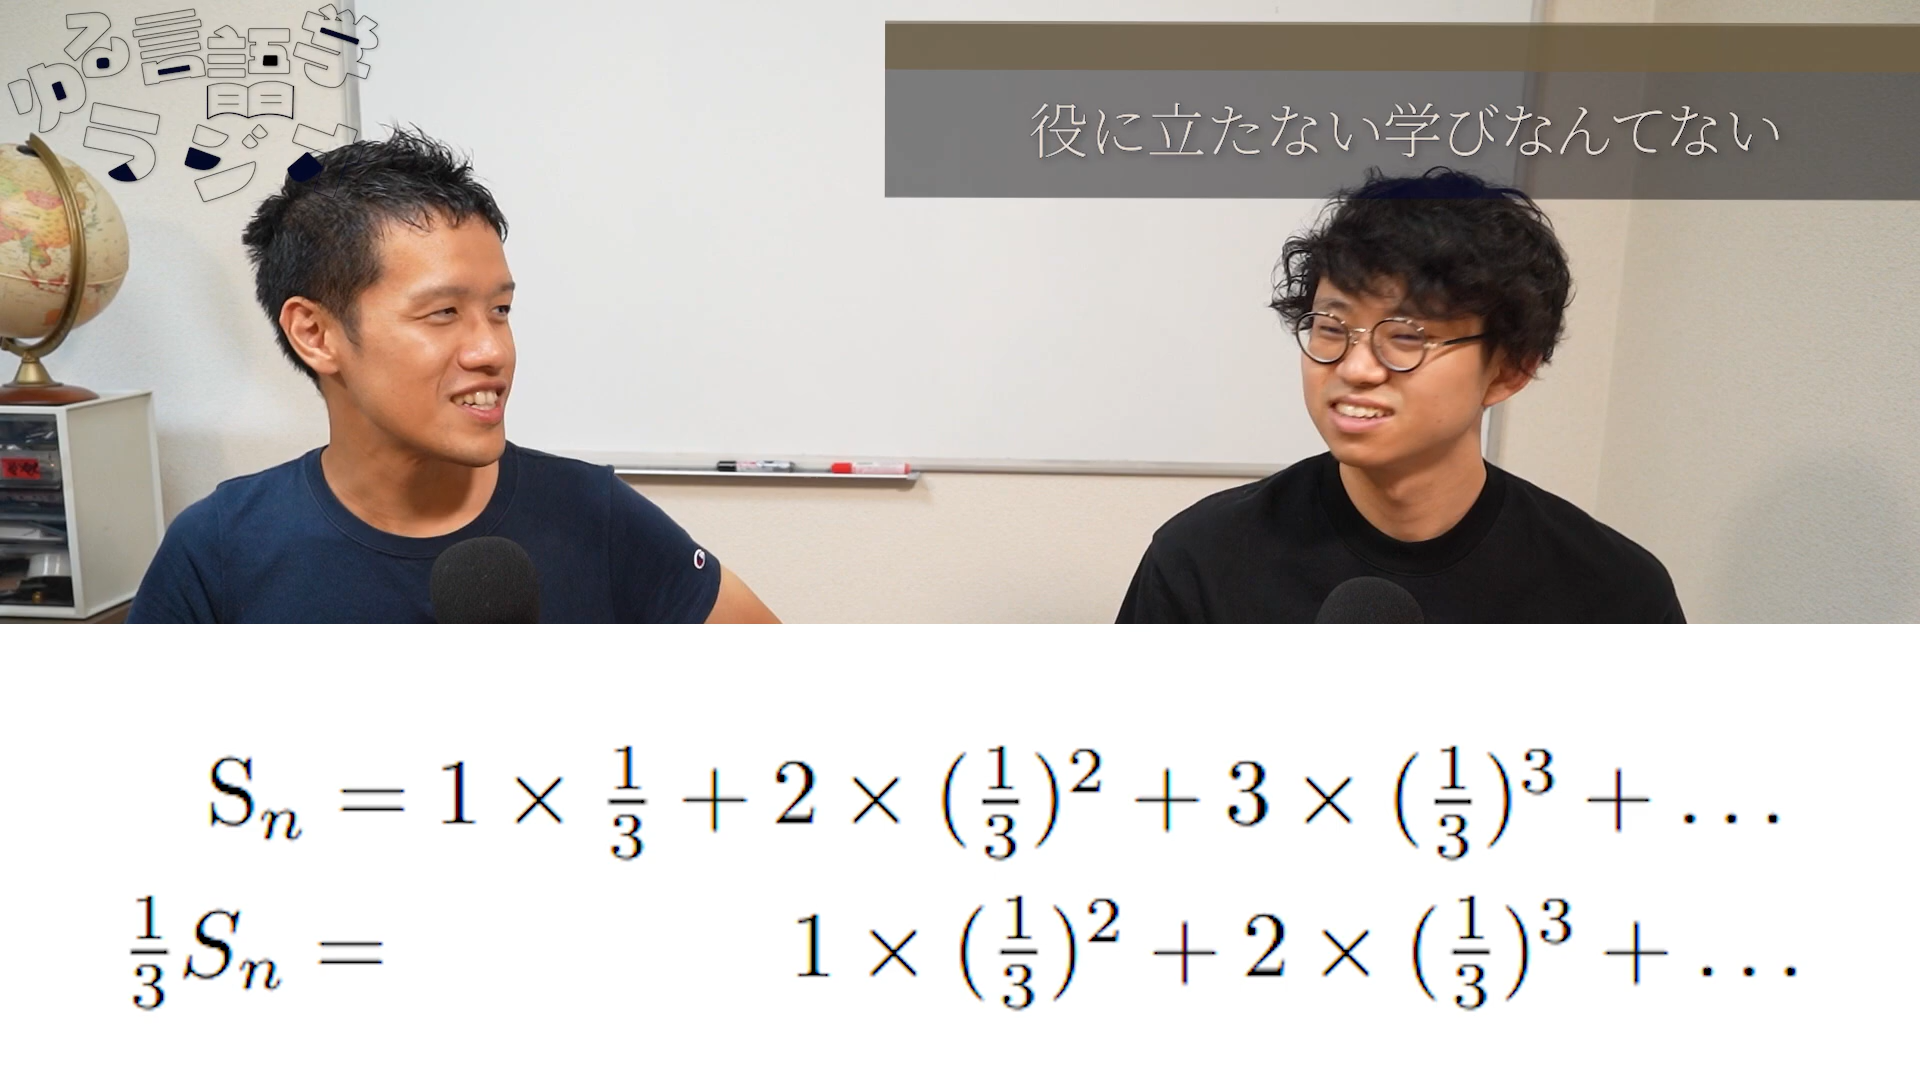 ゆる言語学
ラジオ
役に立たない学びなんてない
Sₙ = 1 × 1/3 + 2 × (1/3)² + 3 × (1/3)³ + …
1/3 Sₙ = 1 × (1/3)² + 2 × (1/3)³ + …